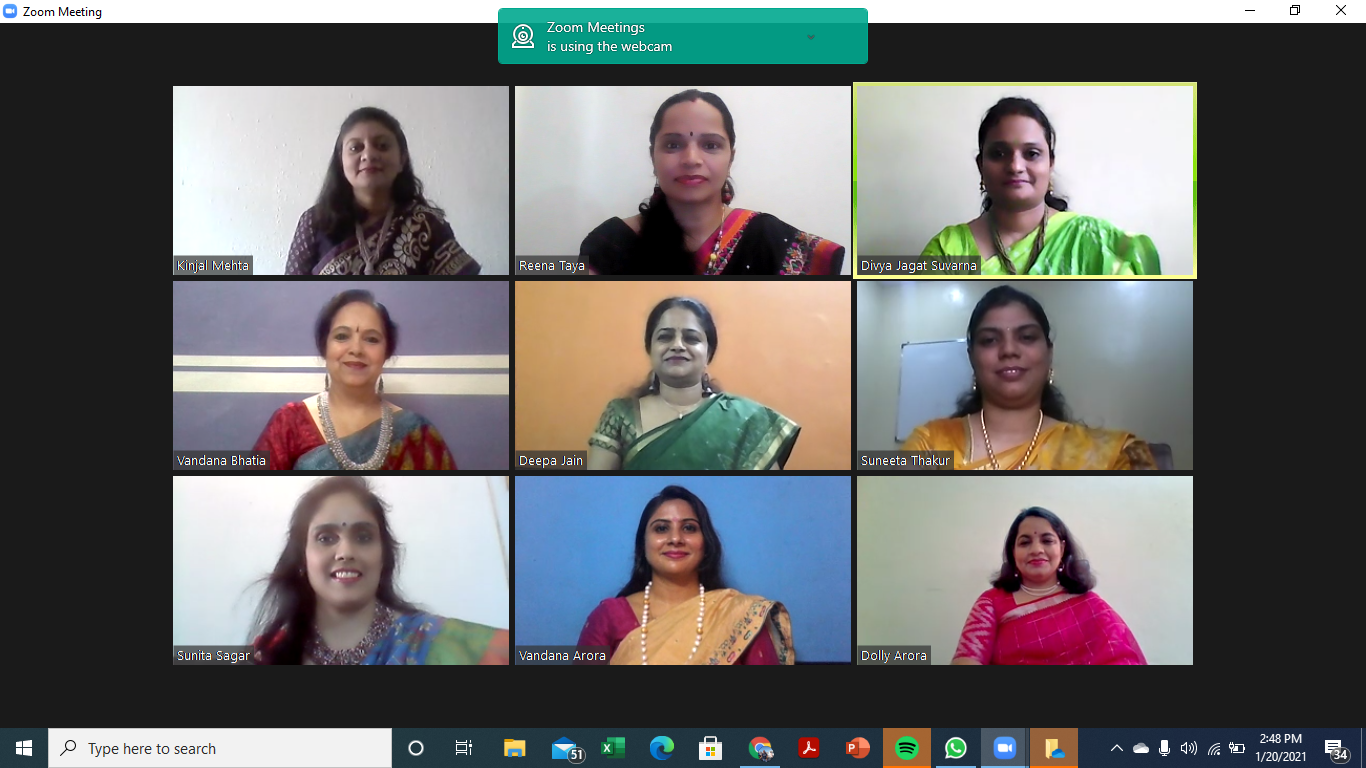 Zoom Meeting
Zoom Meetings
is using the webcam
Kinjal Mehta
Reena Taya
Divya Jagat Suvarna
Vandana Bhatia
Deepa Jain
Suneeta Thakur
Sunita Sagar
Vandana Arora
Dolly Arora
Type here to search
51
2:48 PM
1/20/2021
34